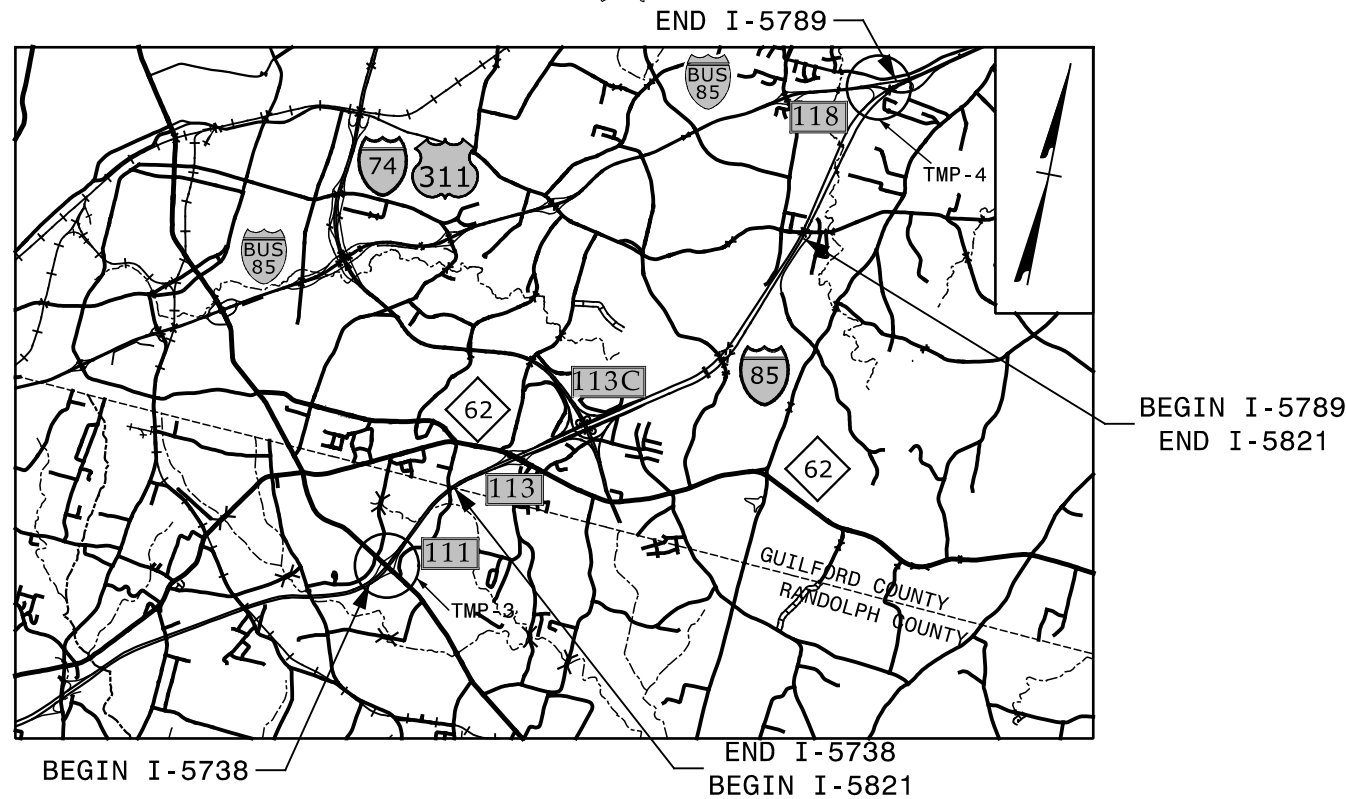 END I-5789
BUS
85
118
74
311
TMP-4
BUS
85
113C
85
62
BEGIN I-5789
END I-5821
62
113
111
GUILFORD COUNTY
RANDOLPH COUNTY
TMP-3
END I-5738
BEGIN I-5821
BEGIN I-5738